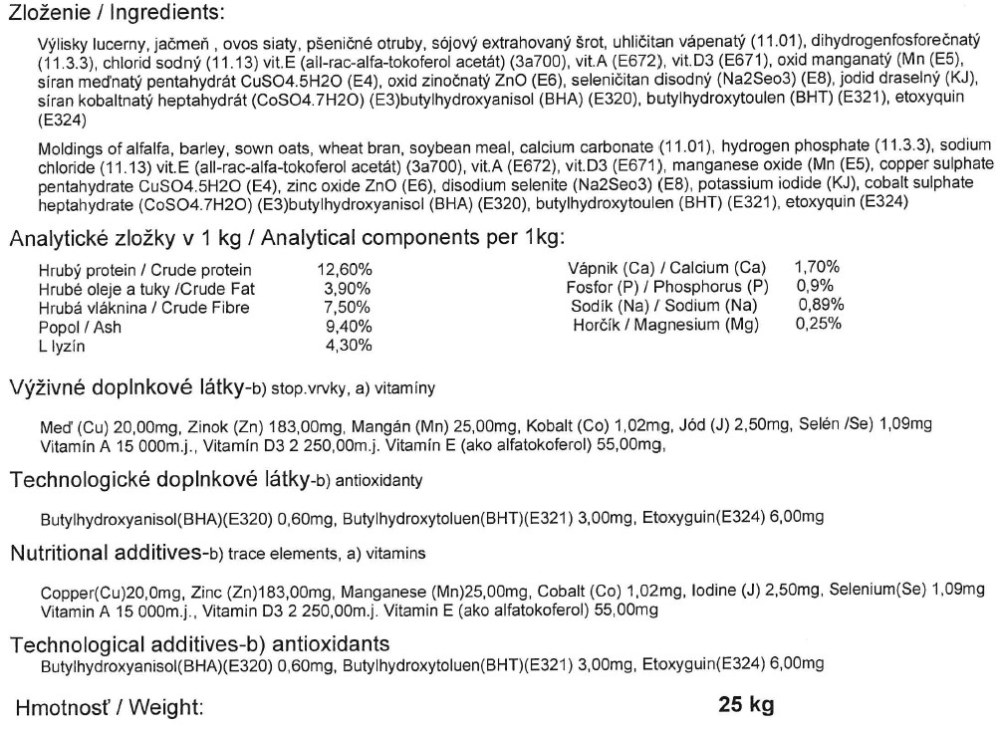 Zloženie / Ingredients:
Výlisky lucerny, jačmeň , ovos siaty, pšeničné otruby, sójový extrahovaný šrot, uhličitan vápenatý (11.01), dihydrogenfosforečnatý
(11.3.3), chlorid sodný (11.13) vit.E (all-rac-alfa-tokoferol acetát) (3a700), vit.A (E672), vit.D3 (E671), oxid manganatý (Mn (E5),
síran meďnatý pentahydrát CuSO4.5H2O (E4), oxid zinočnatý ZnO (E6), seleničitan disodný (Na2Seo3) (E8), jodid draselný (KJ),
síran kobaltnatý heptahydrát (CoSO4.7H2O) (E3)butylhydroxyanisol (BHA) (E320), butylhydroxytoulen (BHT) (E321), etoxyquin
(E324)
Moldings of alfalfa, barley, sown oats, wheat bran, soybean meal, calcium carbonate (11.01), hydrogen phosphate (11.3.3), sodium
chloride (11.13) vit.E (all-rac-alfa-tokoferol acetát) (3a700), vit.A (E672), vit.D3 (E671), manganese oxide (Mn (E5), copper sulphate
pentahydrate CuSO4.5H2O (E4), zinc oxide ZnO (E6), disodium selenite (Na2Seo3) (E8), potassium iodide (KJ), cobalt sulphate
heptahydrate (CoSO4.7H2O) (E3)butylhydroxyanisol (BHA) (E320), butylhydroxytoulen (BHT) (E321), etoxyquin (E324)
Analytické zložky v 1 kg / Analytical components per 1kg:
Hrubý protein / Crude protein 12,60%
Hrubé oleje a tuky /Crude Fat 3,90%
Hrubá vláknina / Crude Fibre 7,50%
Popol / Ash 9,40%
L lyzín 4,30%
Vápnik (Ca) / Calcium (Ca) 1,70%
Fosfor (P) / Phosphorus (P) 0,9%
Sodík (Na) / Sodium (Na) 0,89%
Horčík / Magnesium (Mg) 0,25%
Výživné doplnkové látky-b) stop.vrvky, a) vitamíny
Meď (Cu) 20,00mg, Zinok (Zn) 183,00mg, Mangán (Mn) 25,00mg, Kobalt (Co) 1,02mg, Jód (J) 2,50mg, Selén /Se) 1,09mg
Vitamín A 15 000m.j., Vitamín D3 2 250,00m.j. Vitamín E (ako alfatokoferol) 55,00mg,
Technologické doplnkové látky-b) antioxidanty
Butylhydroxyanisol(BHA)(E320) 0,60mg, Butylhydroxytoluen(BHT)(E321) 3,00mg, Etoxyguin(E324) 6,00mg
Nutritional additives-b) trace elements, a) vitamins
Copper(Cu)20,0mg, Zinc (Zn)183,00mg, Manganese (Mn)25,00mg, Cobalt (Co) 1,02mg, Iodine (J) 2,50mg, Selenium(Se) 1,09mg
Vitamin A 15 000m.j., Vitamin D3 2 250,00m.j. Vitamin E (ako alfatokoferol) 55,00mg
Technological additives-b) antioxidants
Butylhydroxyanisol(BHA)(E320) 0,60mg, Butylhydroxytoluen(BHT)(E321) 3,00mg, Etoxyguin(E324) 6,00mg
Hmotnosť / Weight: 25 kg